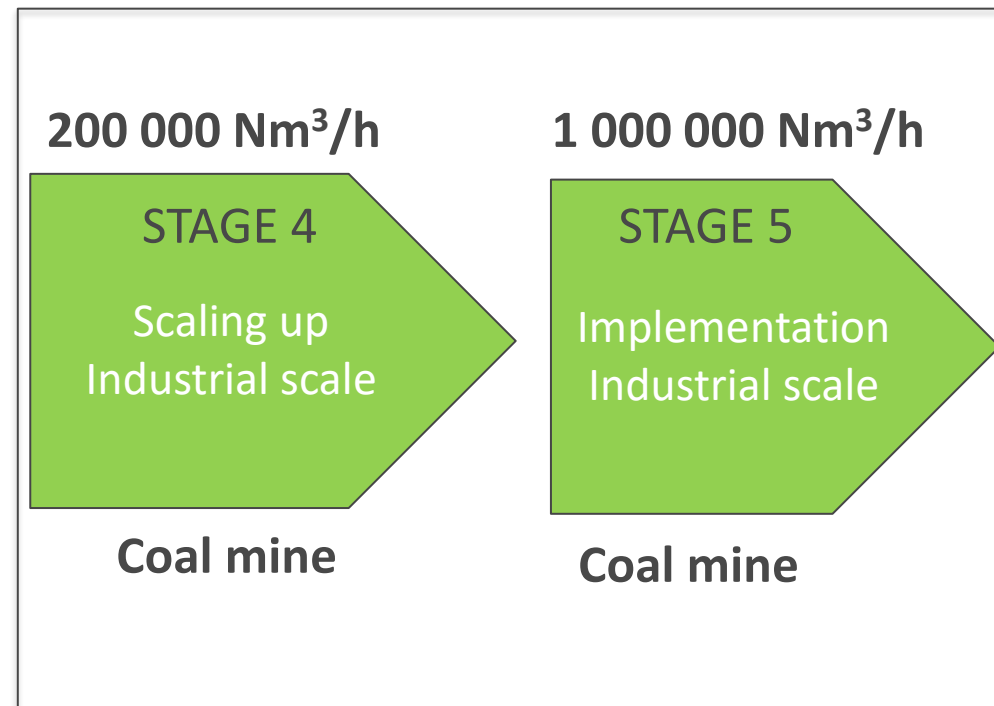 200 000 Nm³/h
STAGE 4
Scaling up
Industrial scale
Coal mine
1 000 000 Nm³/h
STAGE 5
Implementation
Industrial scale
Coal mine